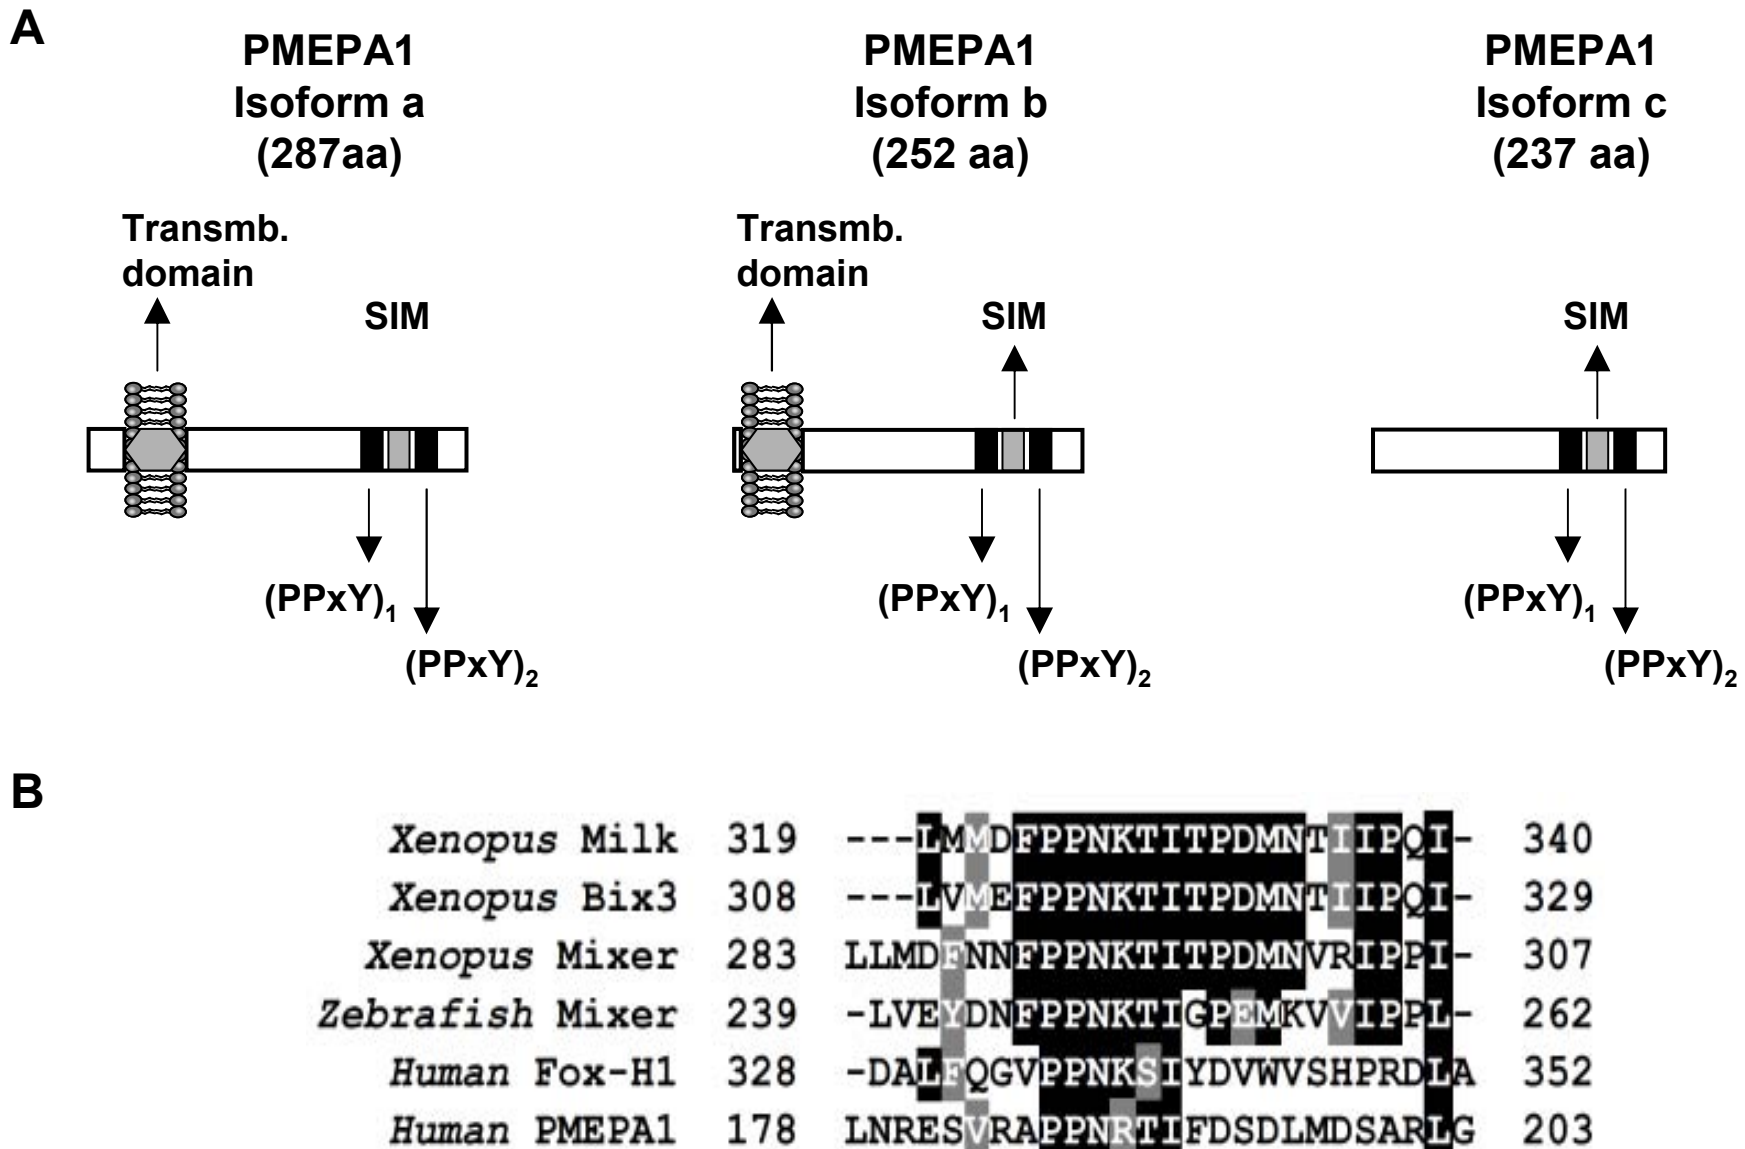 A
PMEPA1
Isoform a
(287aa)
PMEPA1
Isoform b
(252 aa)
PMEPA1
Isoform c
(237 aa)
Transmb.
domain
Transmb.
domain
SIM
SIM
SIM
(PPxY)1
(PPxY)1
(PPxY)1
(PPxY)2
(PPxY)2
(PPxY)2
B
Xenopus Milk 319 ---LMMDFPPNKTITPDMNTIIPQI- 340
Xenopus Bix3 308 ---LVMEFPPNKTITPDMNTIIPQI- 329
Xenopus Mixer 283 LLMDFNNFPPNKTITPDMNVRIPPI- 307
Zebrafish Mixer 239 -LVEYDNFPPNKTIGPEMKVVIPPL- 262
Human Fox-H1 328 -DALFQGVPPNKSIYDVWVSHPRDLA 352
Human PMEPA1 178 LNRESVRAPPNRTIFDSDLMDSARLG 203